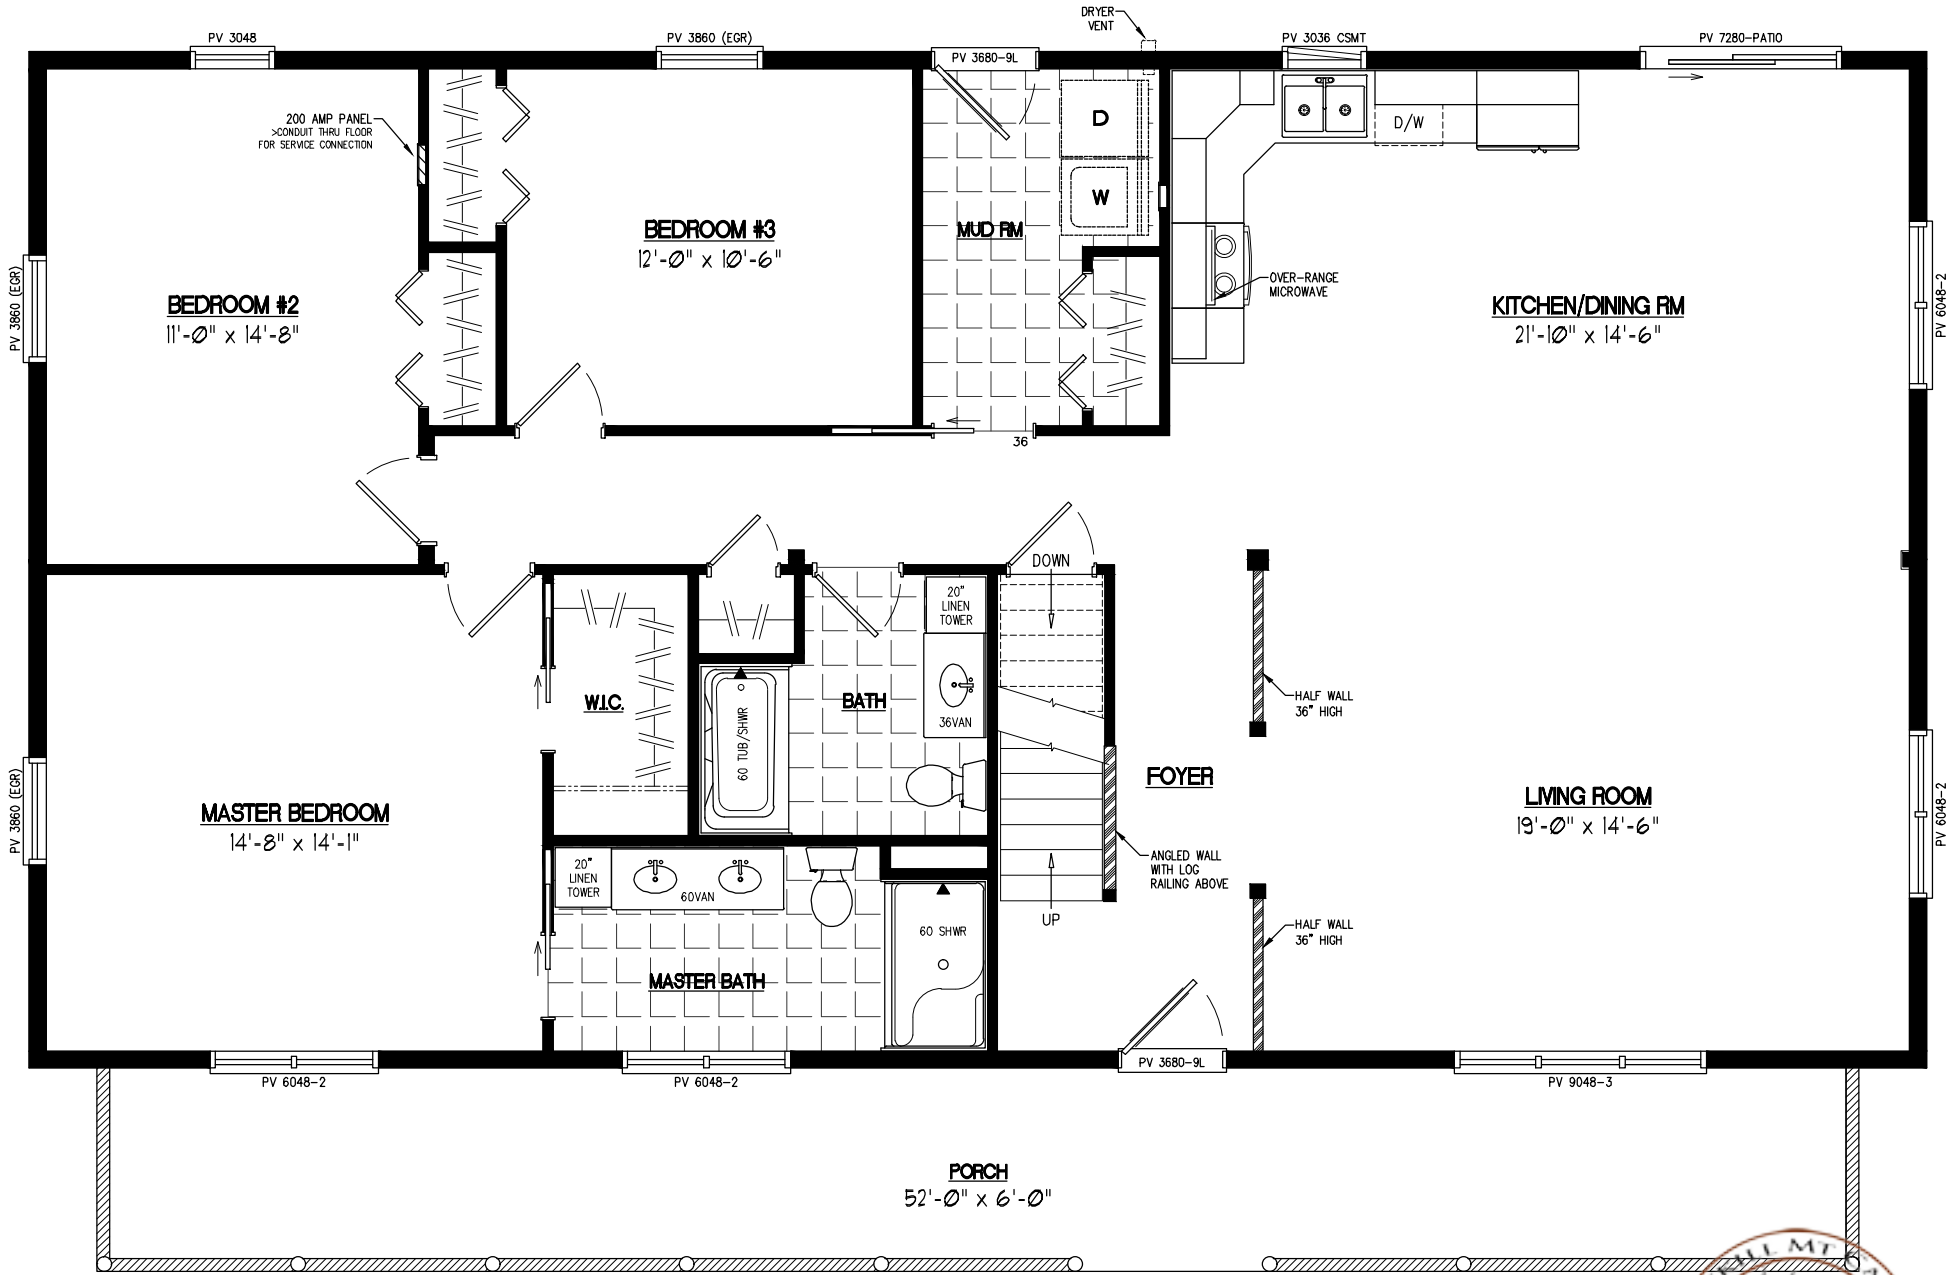 DRYER
VENT
PV 3048
PV 3860 (EGR)
PV 3680-9L
PV 3036 CSMT
PV 7280-PATIO
200 AMP PANEL
>CONDUIT THRU FLOOR
FOR SERVICE CONNECTION
D
D/W
W
BEDROOM #3
12'-0" x 10'-6"
MUD RM
OVER-RANGE
MICROWAVE
PV 3860 (EGR)
BEDROOM #2
11'-0" x 14'-8"
KITCHEN/DINING RM
21'-10" x 14'-6"
PV 6048-2
36
DOWN
20"
LINEN
TOWER
W.I.C.
60 TUB/SHWR
BATH
36VAN
HALF WALL
36" HIGH
FOYER
PV 3860 (EGR)
MASTER BEDROOM
14'-8" x 14'-1"
LIVING ROOM
19'-0" x 14'-6"
PV 6048-2
20"
LINEN
TOWER
60VAN
ANGLED WALL
WITH LOG
RAILING ABOVE
UP
60 SHWR
HALF WALL
36" HIGH
MASTER BATH
PV 6048-2
PV 6048-2
PV 3680-9L
PV 9048-3
PORCH
52'-0" x 6'-0"
MT